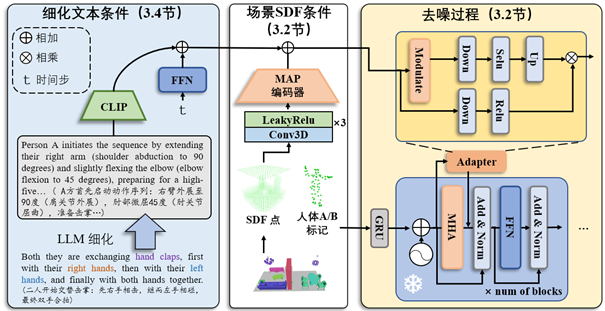 细化文本条件（3.4节）
相加
相乘
t 时间步
FFN
t
CLIP
Person A initiates the sequence by extending
their right arm (shoulder abduction to 90
degrees) and slightly flexing the elbow (elbow
flexion to 45 degrees), preparing for a high-
five…（A方首先启动动作序列：右臂外展至
90度（肩关节外展），肘部微屈45度（肘关节
屈曲），准备击掌…）
LLM 细化
Both they are exchanging hand claps, first
with their right hands, then with their left
hands, and finally with both hands together.
(二人开始交替击掌：先右手相击，继而左手相碰，
最终双手合拍)
场景SDF条件
（3.2节）
MAP
编码器
LeakyRelu
Conv3D
×3
SDF 点
人体A/B
标记
去噪过程（3.2节）
Modulate
Down
Selu
Up
Down
Relu
Adapter
GRU
MHA
Add & Norm
FFN
Add & Norm
…
× num of blocks